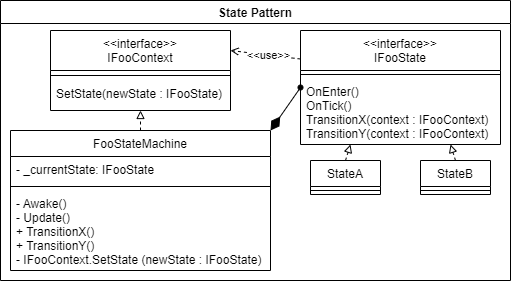 State Pattern
<<interface>>
IFooContext
SetState(newState : IFooState)
<<use>>
<<interface>>
IFooState
OnEnter()
OnTick()
TransitionX(context : IFooContext)
TransitionY(context : IFooContext)
FooStateMachine
- _currentState: IFooState
- Awake()
- Update()
+ TransitionX()
+ TransitionY()
- IFooContext.SetState (newState : IFooState)
StateA
StateB